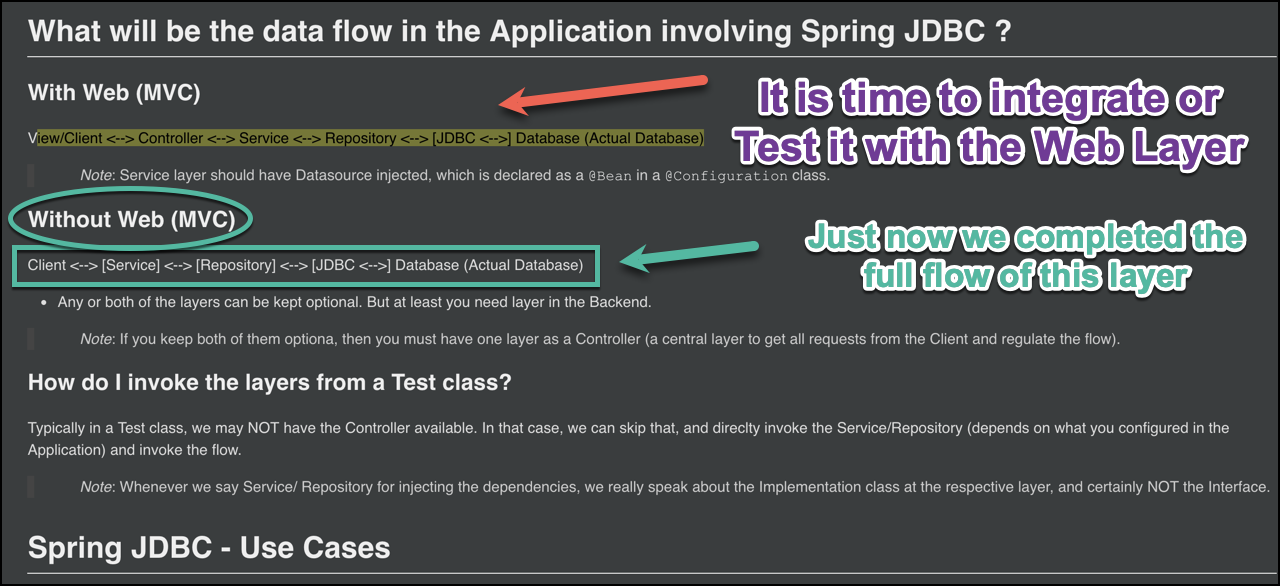 What will be the data flow in the Application involving Spring JDBC ?
With Web (MVC)
It is time to integrate or
Test it with the Web Layer
View/Client <--> Controller <--> Service <--> Repository <--> [JDBC <-->] Database (Actual Database)
Note: Service layer should have Datasource injected, which is declared as a @Bean in a @Configuration class.
Without Web (MVC)
Just now we completed the
full flow of this layer
Client <--> [Service] <--> [Repository] <--> [JDBC <-->] Database (Actual Database)
• Any or both of the layers can be kept optional. But at least you need layer in the Backend.
Note: If you keep both of them optiona, then you must have one layer as a Controller (a central layer to get all requests from the Client and regulate the flow).
How do I invoke the layers from a Test class?
Typically in a Test class, we may NOT have the Controller available. In that case, we can skip that, and direclty invoke the Service/Repository (depends on what you configured in the
Application) and invoke the flow.
Note: Whenever we say Service/ Repository for injecting the dependencies, we really speak about the Implementation class at the respective layer, and certainly NOT the Interface.
Spring JDBC - Use Cases